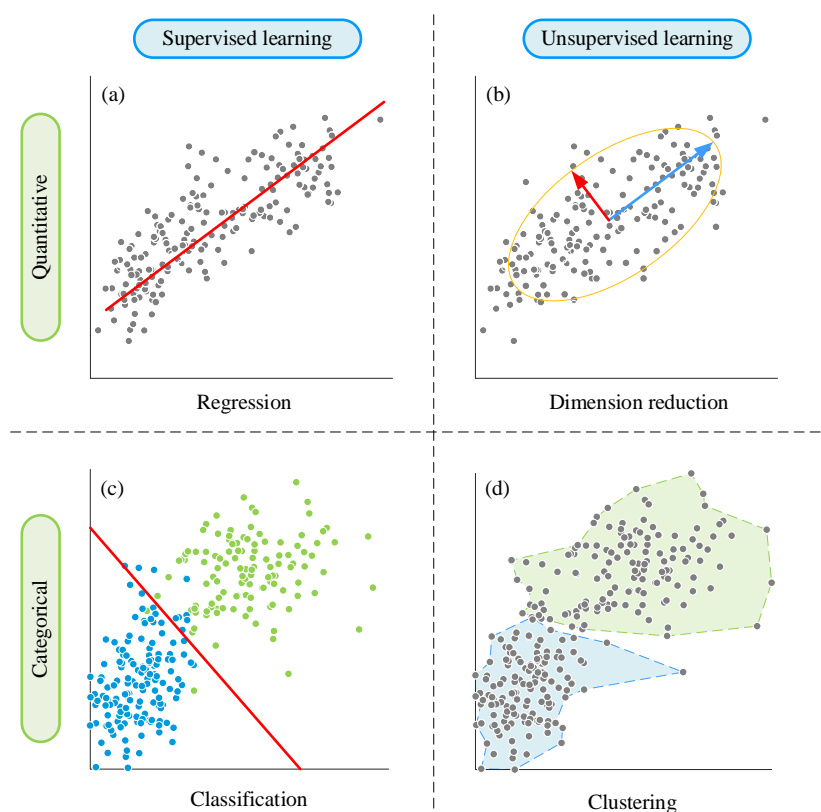 Supervised learning
Unsupervised learning
Quantitative
(a)
(b)
Regression
Dimension reduction
Categorical
(c)
(d)
Classification
Clustering